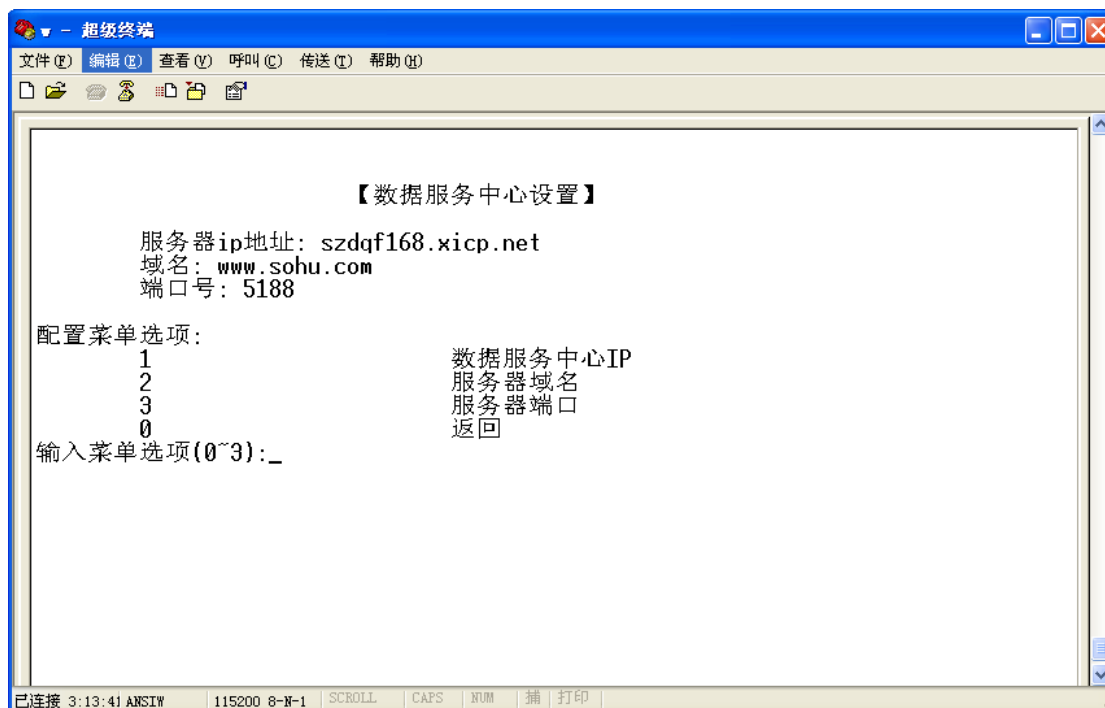 w - 超级终端
文件(F) 编辑(E) 查看(V) 呼叫(C) 传送(T) 帮助(H)
【数据服务中心设置】
服务器ip地址: szdqf168.xicp.net
域名: www.sohu.com
端口号: 5188
配置菜单选项:
1 数据服务中心IP
2 服务器域名
3 服务器端口
0 返回
输入菜单选项(0~3):_
已连接 3:13:41 ANSIW 115200 8-N-1 SCROLL CAPS NUM 捕 打印